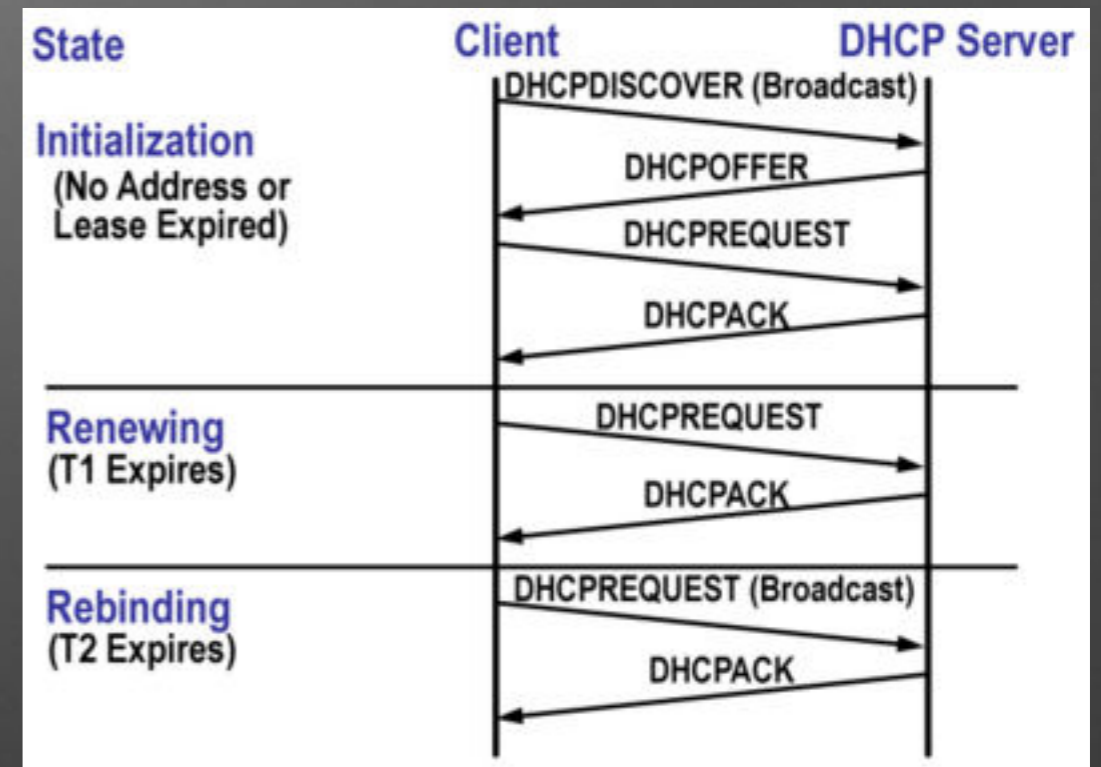 State
Client
DHCP Server
DHCPDISCOVER (Broadcast)
Initialization
(No Address or
Lease Expired)
DHCPOFFER
DHCPREQUEST
DHCPACK
Renewing
(T1 Expires)
DHCPREQUEST
DHCPACK
Rebinding
(T2 Expires)
DHCPREQUEST (Broadcast)
DHCPACK